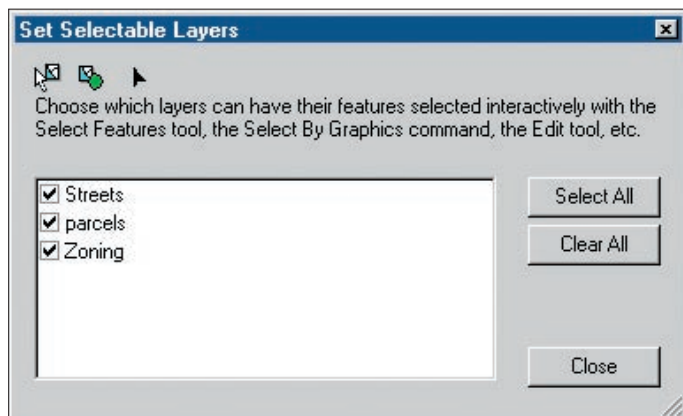 Set Selectable Layers
Choose which layers can have their features selected interactively with the
Select Features tool, the Select By Graphics command, the Edit tool, etc.
Streets
parcels
Zoning
Select All
Clear All
Close